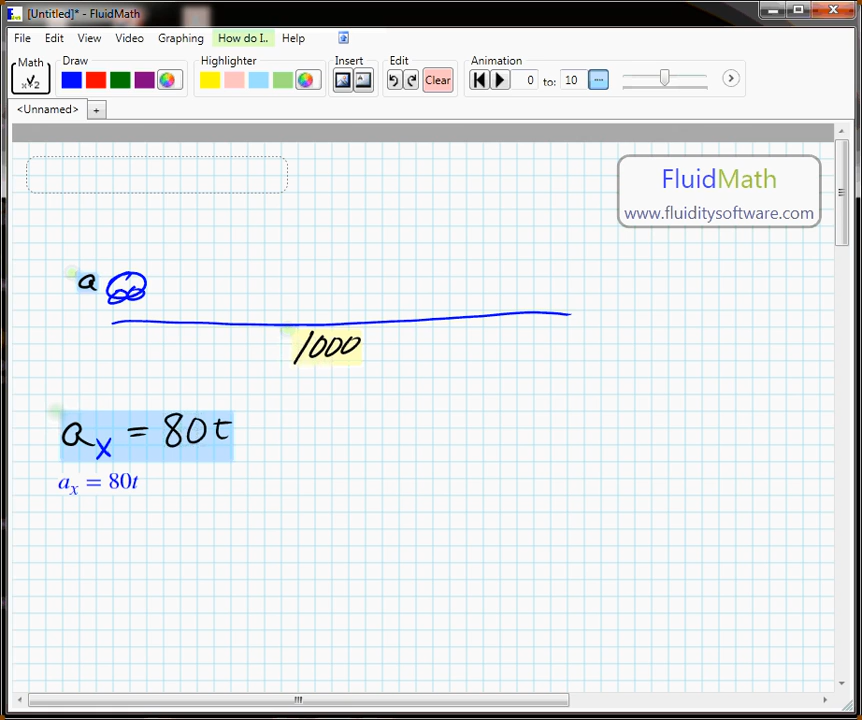 [Untitled]* - FluidMath
File Edit View Video Graphing How do I.. Help
Math Draw Highlighter Insert Edit Animation
√x² Clear 0 to: 10 ....
<Unnamed> +
FluidMath
www.fluiditysoftware.com
a
1000
aₓ = 80t
aₓ = 80t